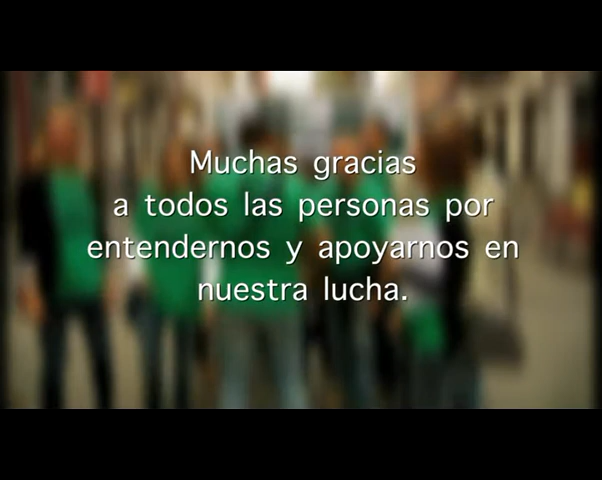 Muchas gracias
a todos las personas por
entendernos y apoyarnos en
nuestra lucha.